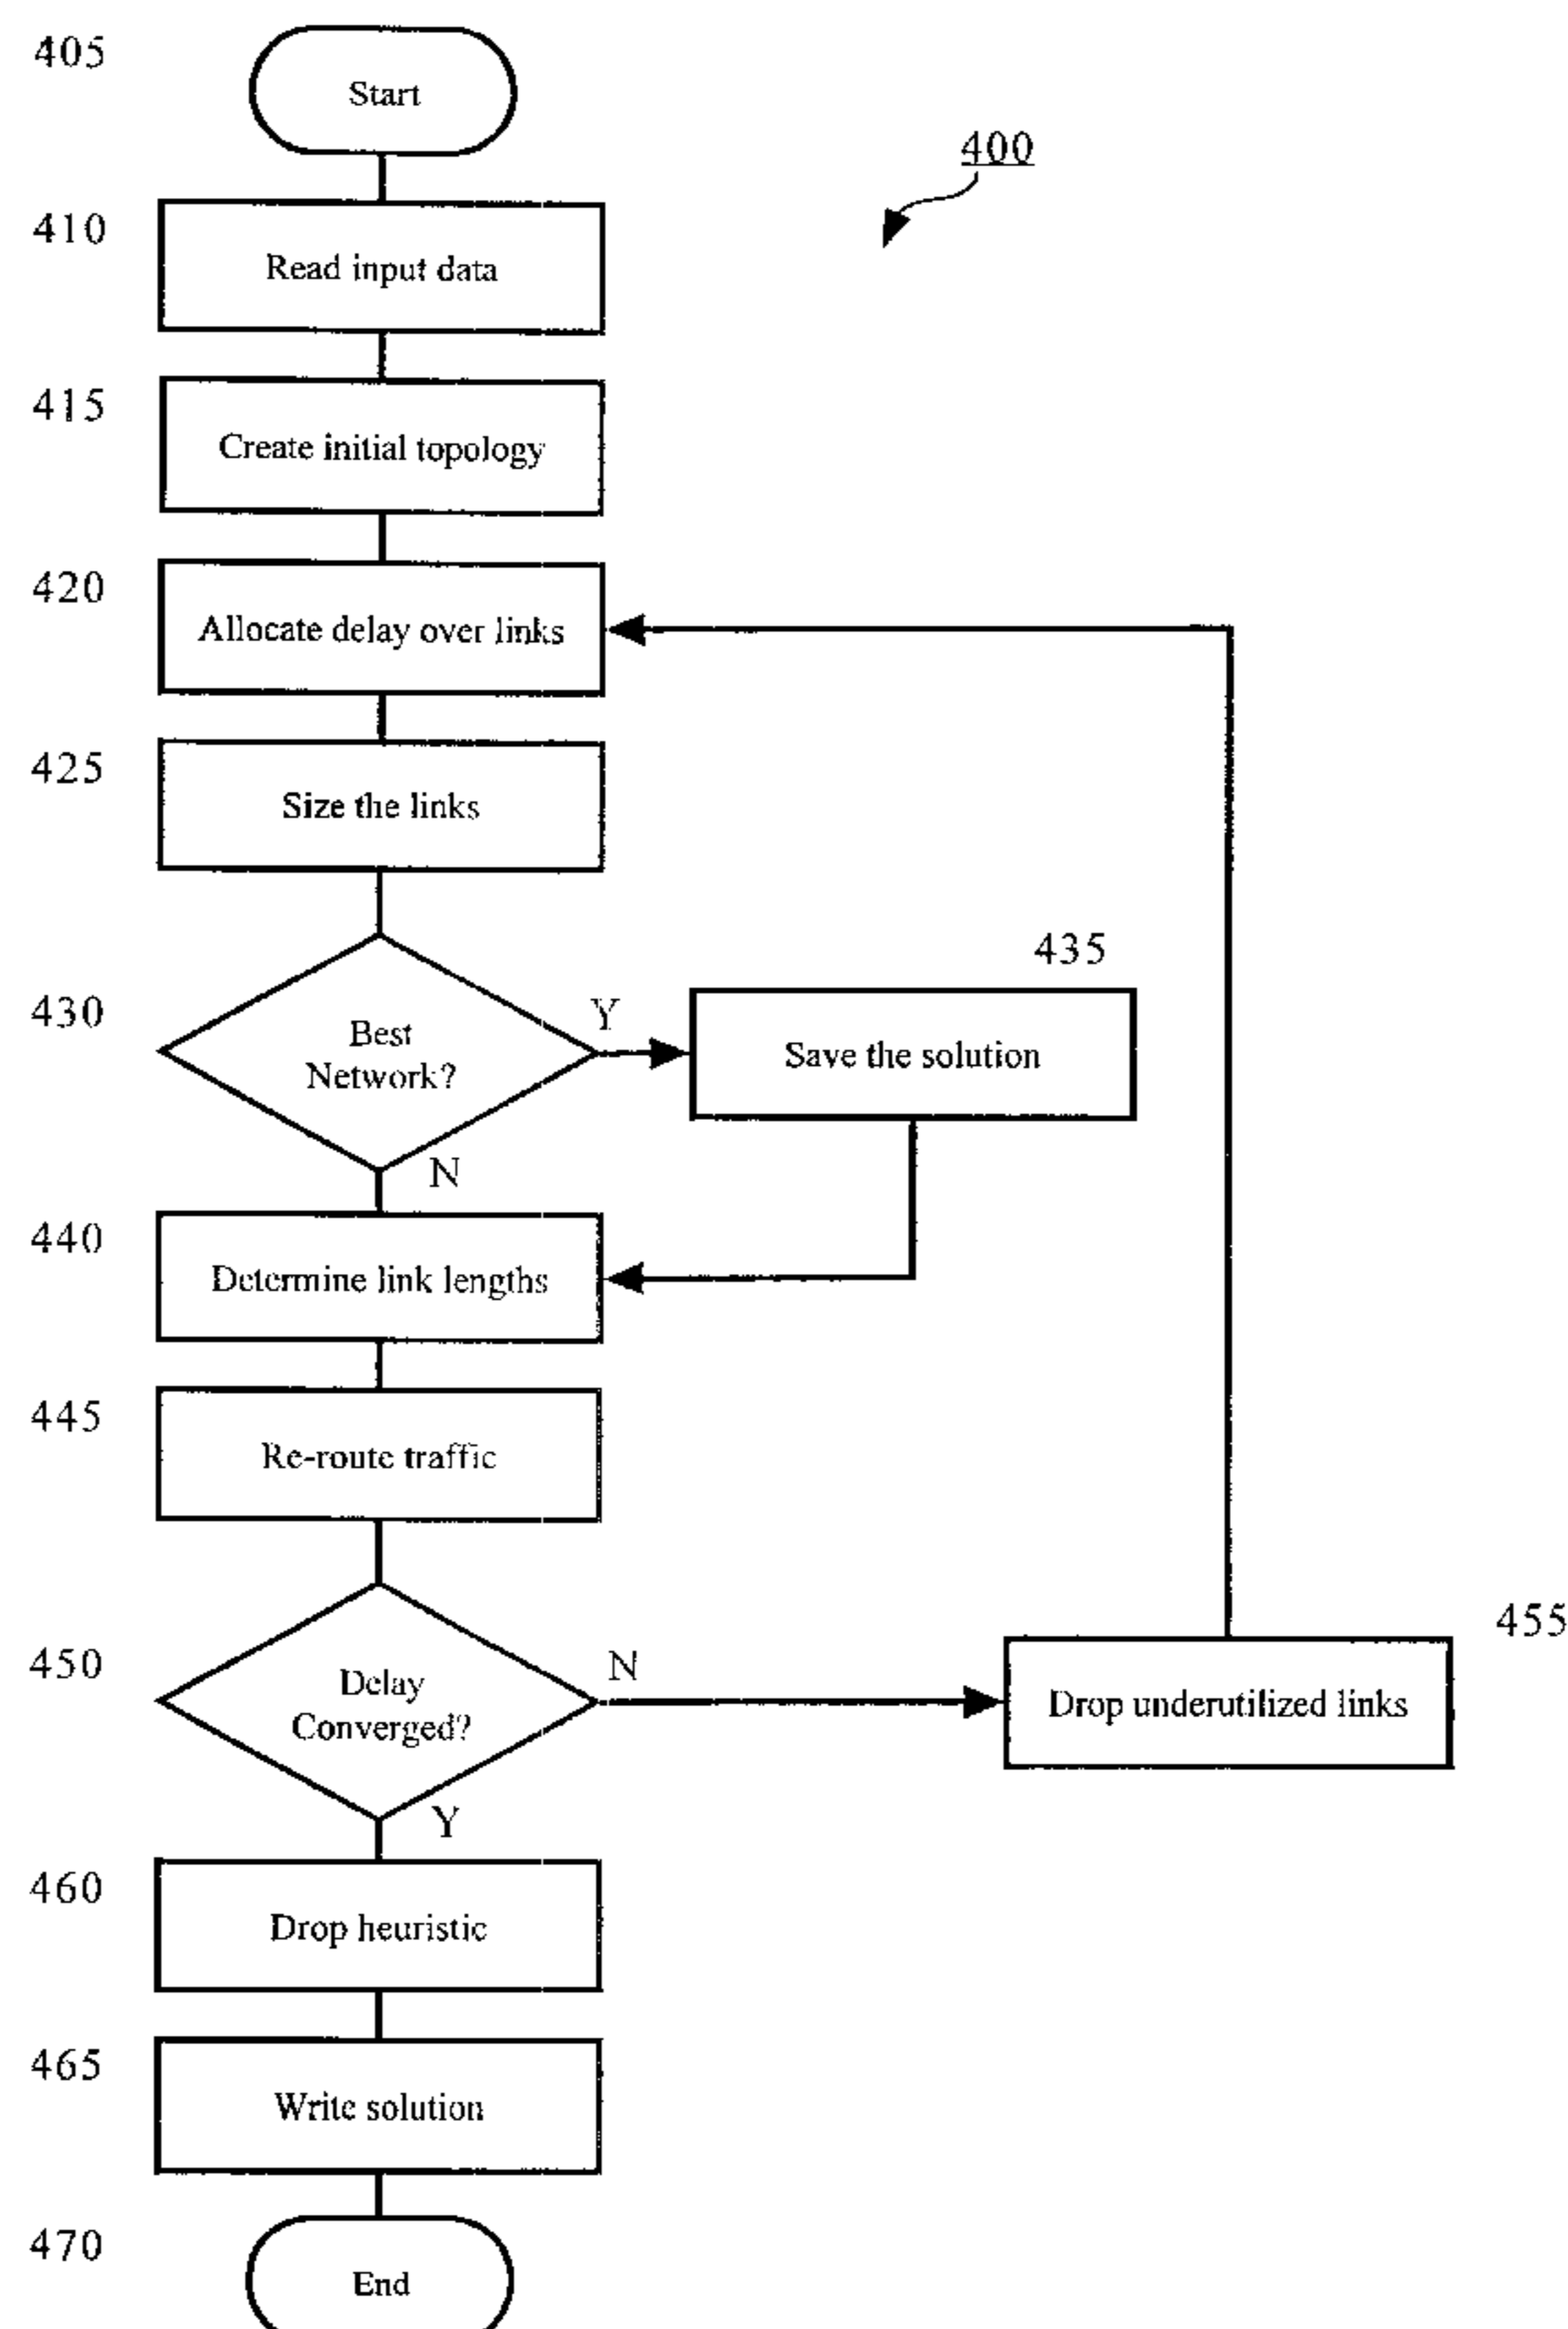 405
Start
400
410
Read input data
415
Create initial topology
420
Allocate delay over links
425
Size the links
435
430
Best
Network?
Y
Save the solution
N
440
Determine link lengths
445
Re-route traffic
450
Delay
Converged?
N
455
Drop underutilized links
Y
460
Drop heuristic
465
Write solution
470
End